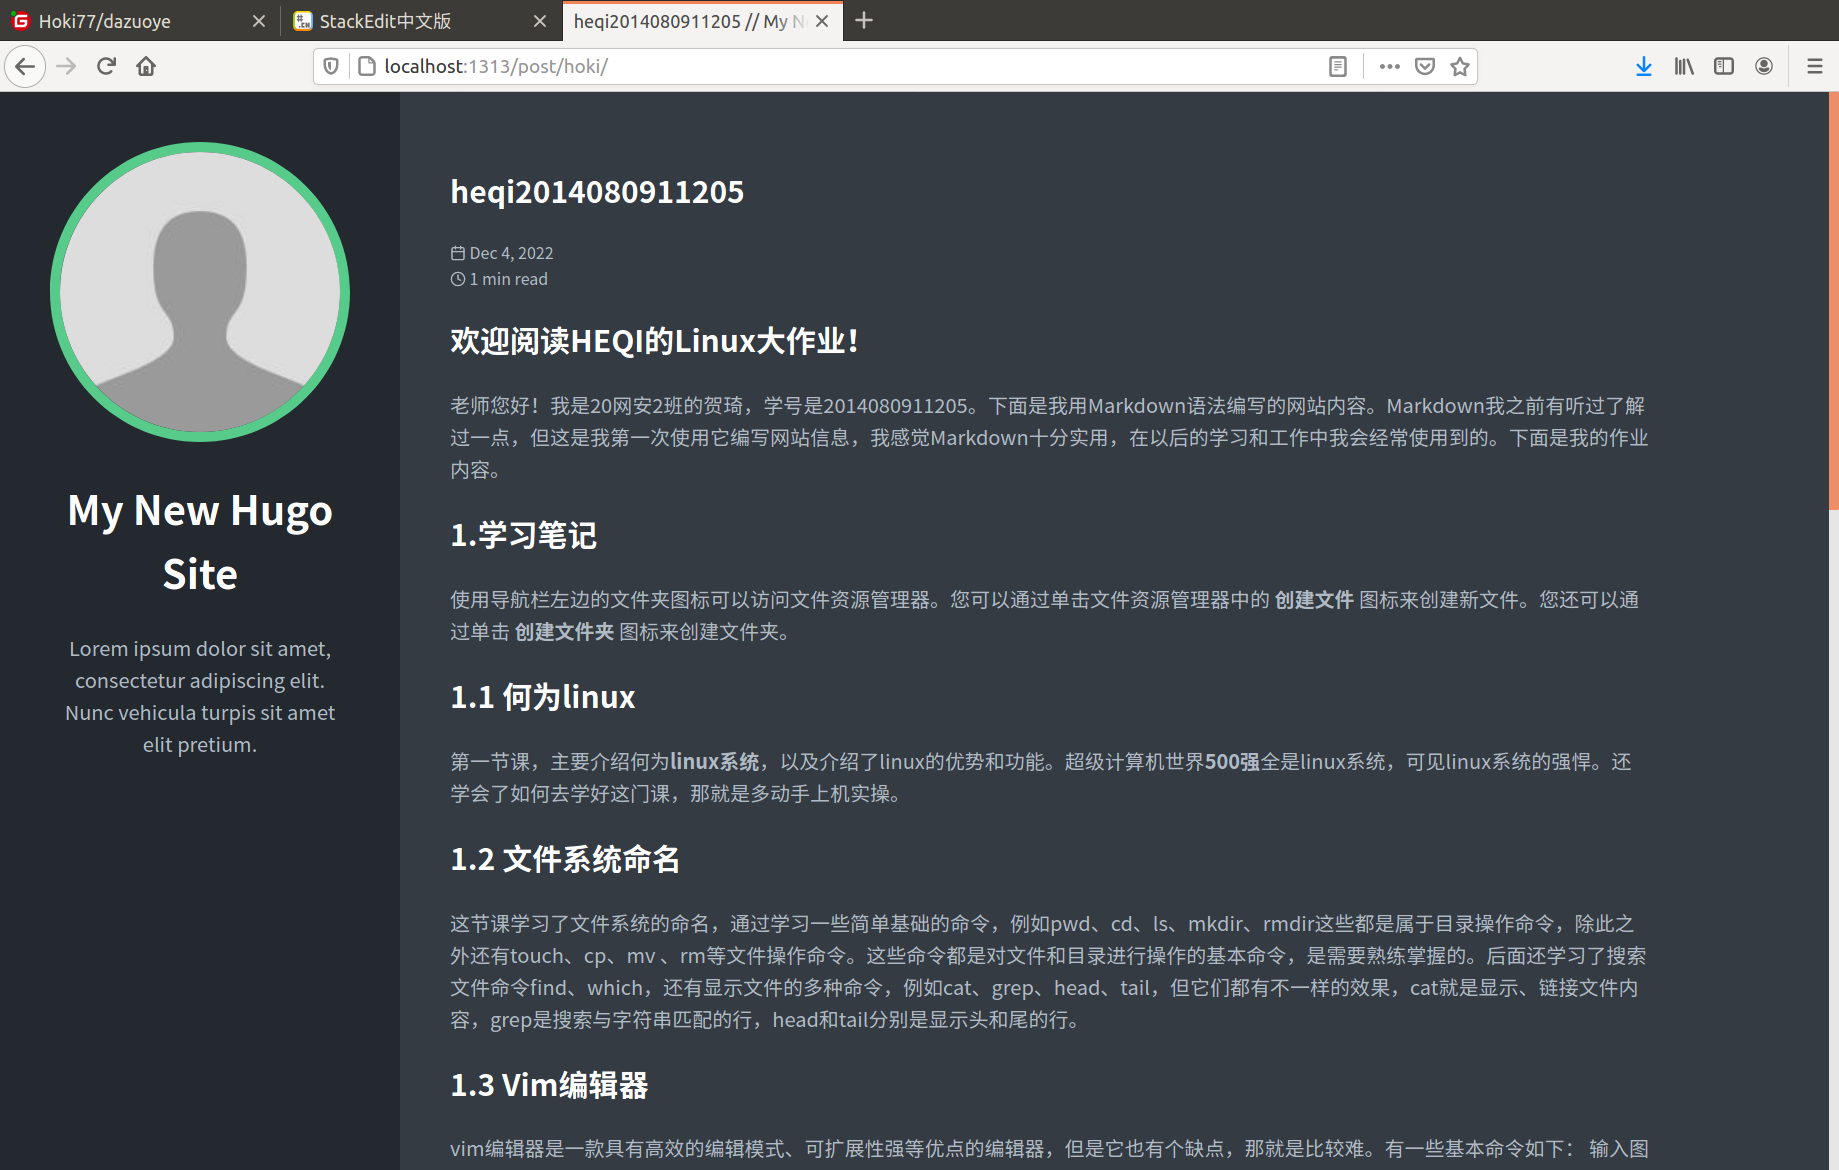 Hoki77/dazuoye
StackEdit中文版
heqi2014080911205 // My N
localhost:1313/post/hoki/
My New Hugo
Site
Lorem ipsum dolor sit amet,
consectetur adipiscing elit.
Nunc vehicula turpis sit amet
elit pretium.
heqi2014080911205
Dec 4, 2022
1 min read
欢迎阅读HEQI的Linux大作业！
老师您好！我是20网安2班的贺琦，学号是2014080911205。下面是我用Markdown语法编写的网站内容。Markdown我之前有听过了解
过一点，但这是我第一次使用它编写网站信息，我感觉Markdown十分实用，在以后的学习和工作中我会经常使用到的。下面是我的作业
内容。
1.学习笔记
使用导航栏左边的文件夹图标可以访问文件资源管理器。您可以通过单击文件资源管理器中的 创建文件 图标来创建新文件。您还可以通
过单击 创建文件夹 图标来创建文件夹。
1.1 何为linux
第一节课，主要介绍何为linux系统，以及介绍了linux的优势和功能。超级计算机世界500强全是linux系统，可见linux系统的强悍。还
学会了如何去学好这门课，那就是多动手上机实操。
1.2 文件系统命名
这节课学习了文件系统的命名，通过学习一些简单基础的命令，例如pwd、cd、ls、mkdir、rmdir这些都是属于目录操作命令，除此之
外还有touch、cp、mv 、rm等文件操作命令。这些命令都是对文件和目录进行操作的基本命令，是需要熟练掌握的。后面还学习了搜索
文件命令find、which，还有显示文件的多种命令，例如cat、grep、head、tail，但它们都有不一样的效果，cat就是显示、链接文件内
容，grep是搜索与字符串匹配的行，head和tail分别是显示头和尾的行。
1.3 Vim编辑器
vim编辑器是一款具有高效的编辑模式、可扩展性强等优点的编辑器，但是它也有个缺点，那就是比较难。有一些基本命令如下： 输入图